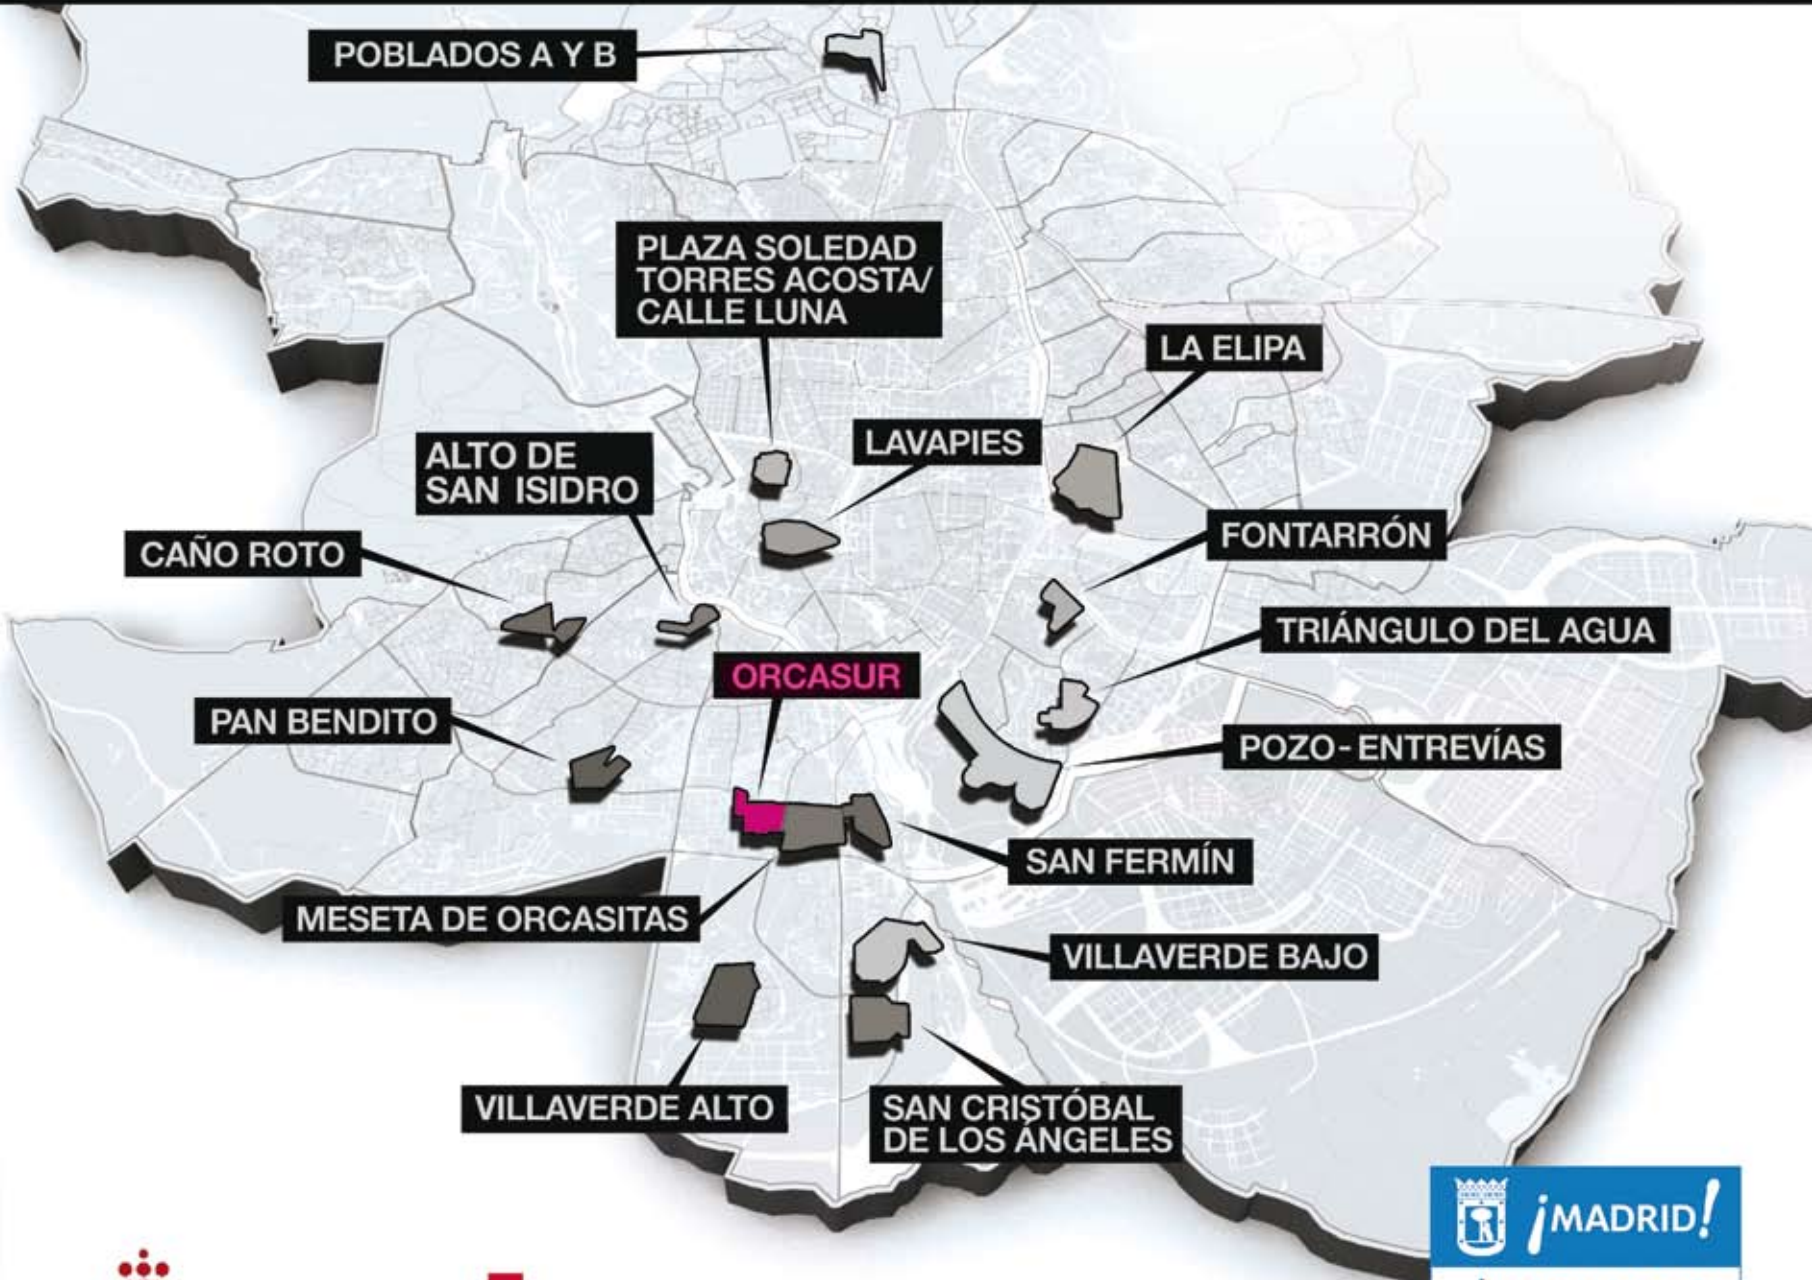 POBLADOS A Y B
PLAZA SOLEDAD
TORRES ACOSTA/
CALLE LUNA
LA ELIPA
LAVAPIES
ALTO DE
SAN ISIDRO
CAÑO ROTO
FONTARRÓN
TRIÁNGULO DEL AGUA
ORCASUR
PAN BENDITO
POZO-ENTREVÍAS
SAN FERMÍN
MESETA DE ORCASITAS
VILLAVERDE BAJO
VILLAVERDE ALTO
SAN CRISTÓBAL
DE LOS ÁNGELES
¡MADRID!